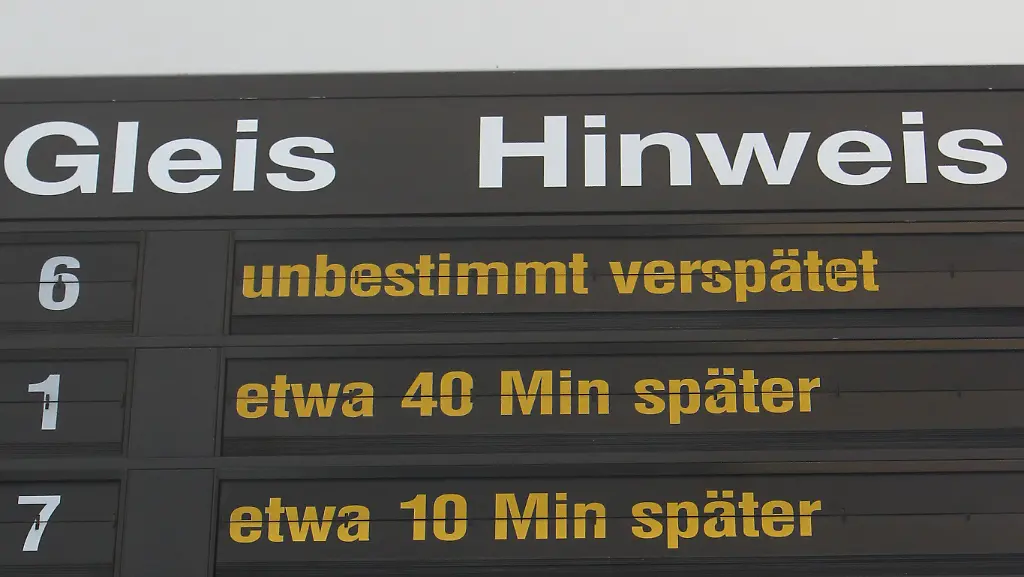 Gleis Hinweis
6 unbestimmt verspätet
1 etwa 40 Min später
7 etwa 10 Min später